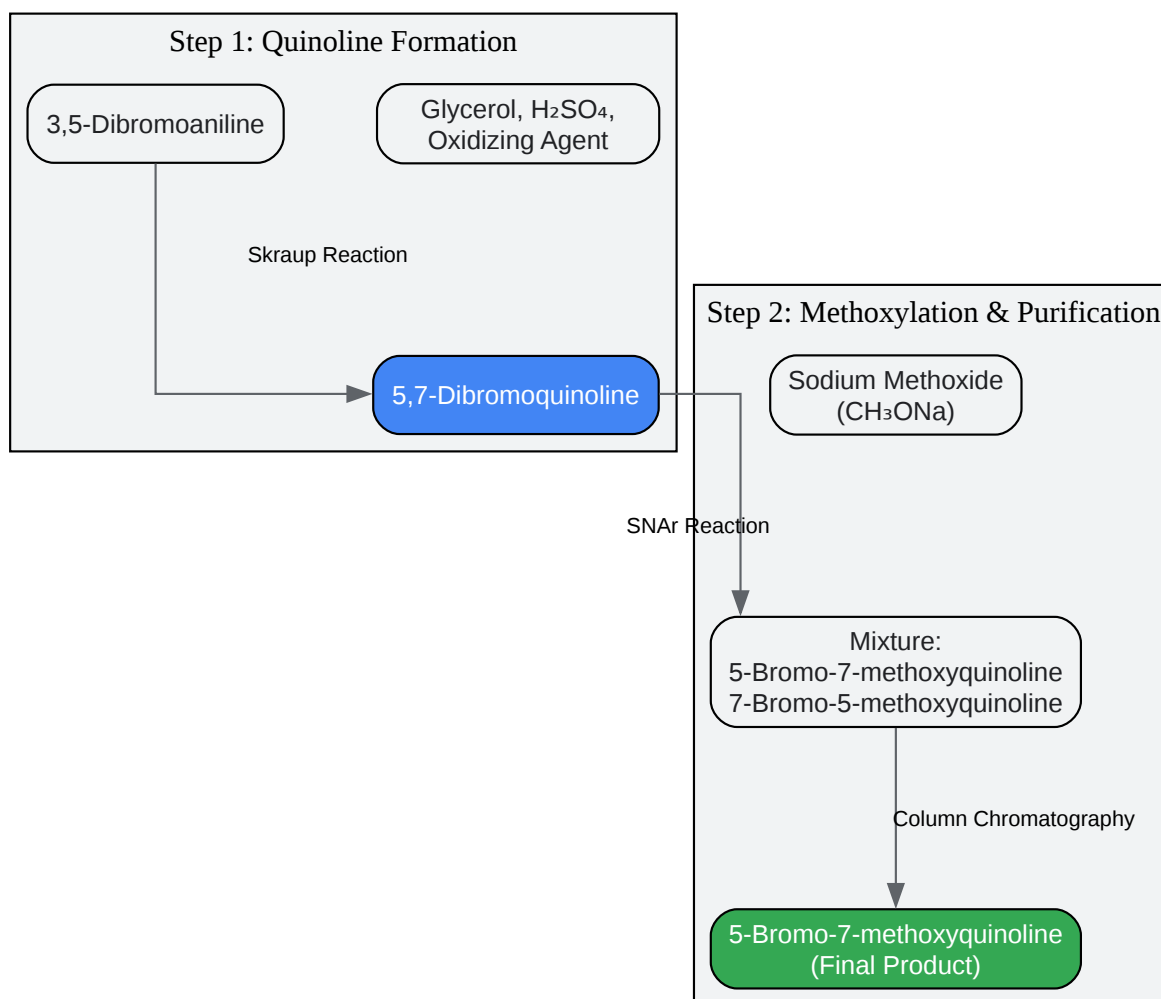 Step 1: Quinoline Formation
3,5-Dibromoaniline
Glycerol, H₂SO₄,
Oxidizing Agent
Skraup Reaction
5,7-Dibromoquinoline
Step 2: Methoxylation & Purification
Sodium Methoxide
(CH₃ONa)
SNAr Reaction
Mixture:
5-Bromo-7-methoxyquinoline
7-Bromo-5-methoxyquinoline
Column Chromatography
5-Bromo-7-methoxyquinoline
(Final Product)